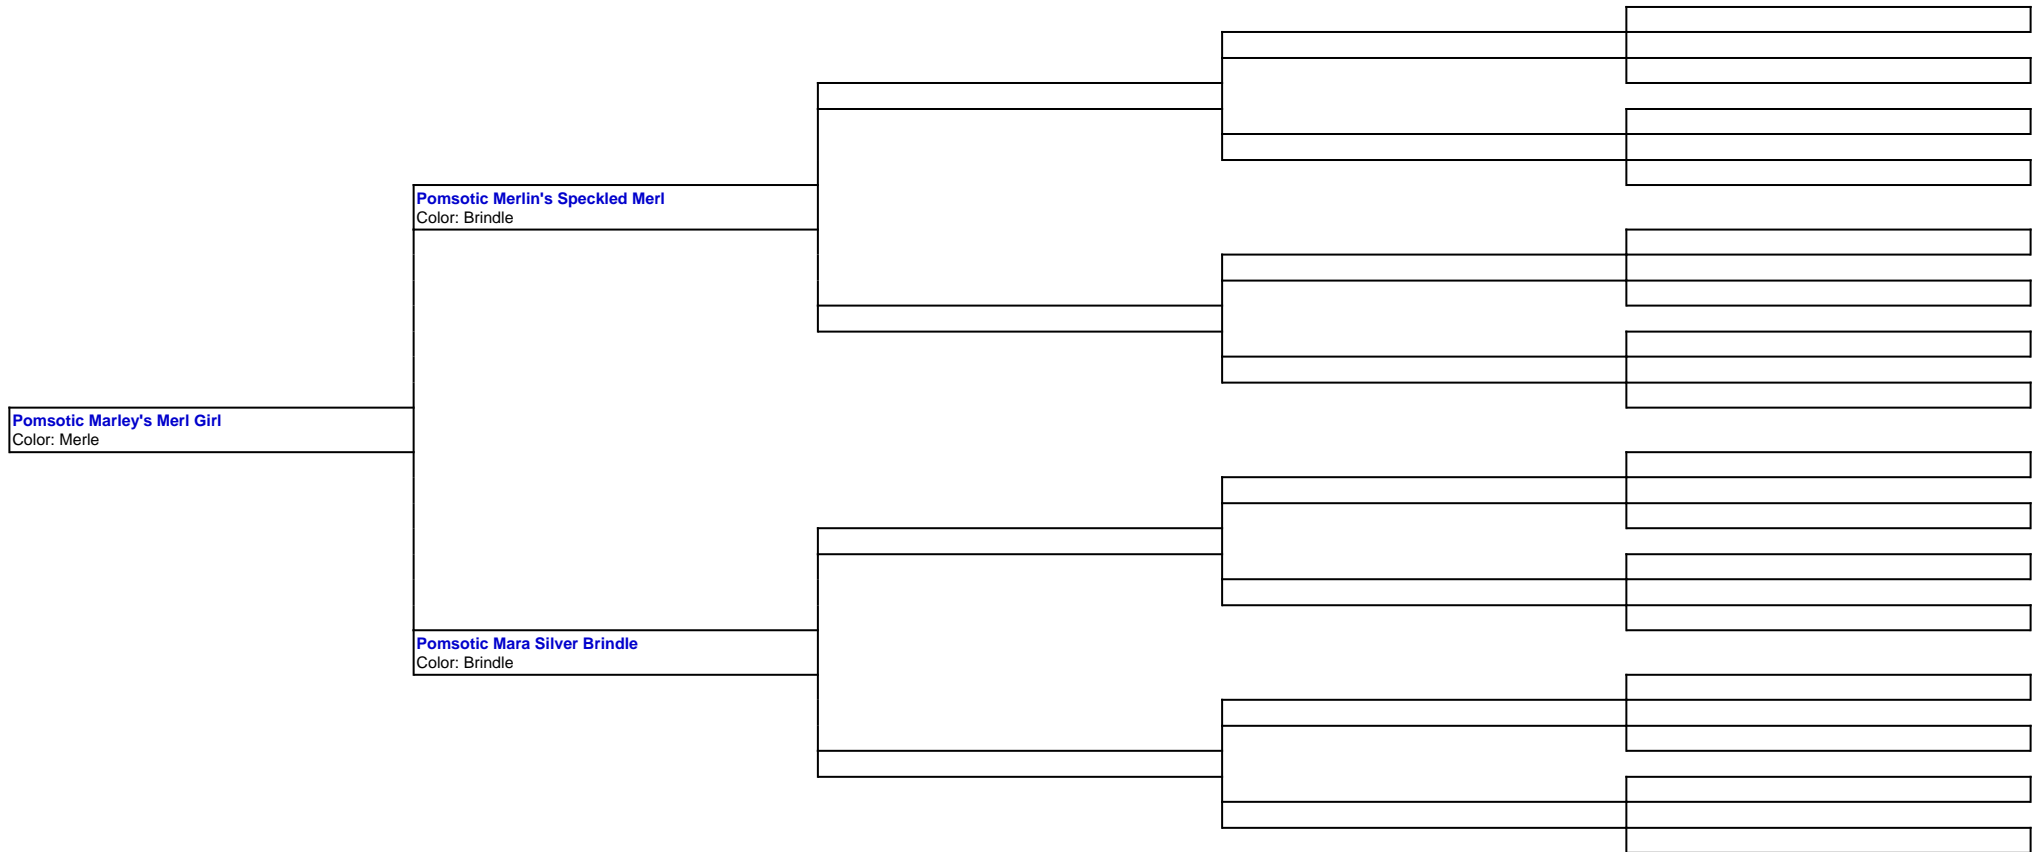 Pomsotic Merlin's Speckled Merl
Color: Brindle
Pomsotic Marley's Merl Girl
Color: Merle
Pomsotic Mara Silver Brindle
Color: Brindle